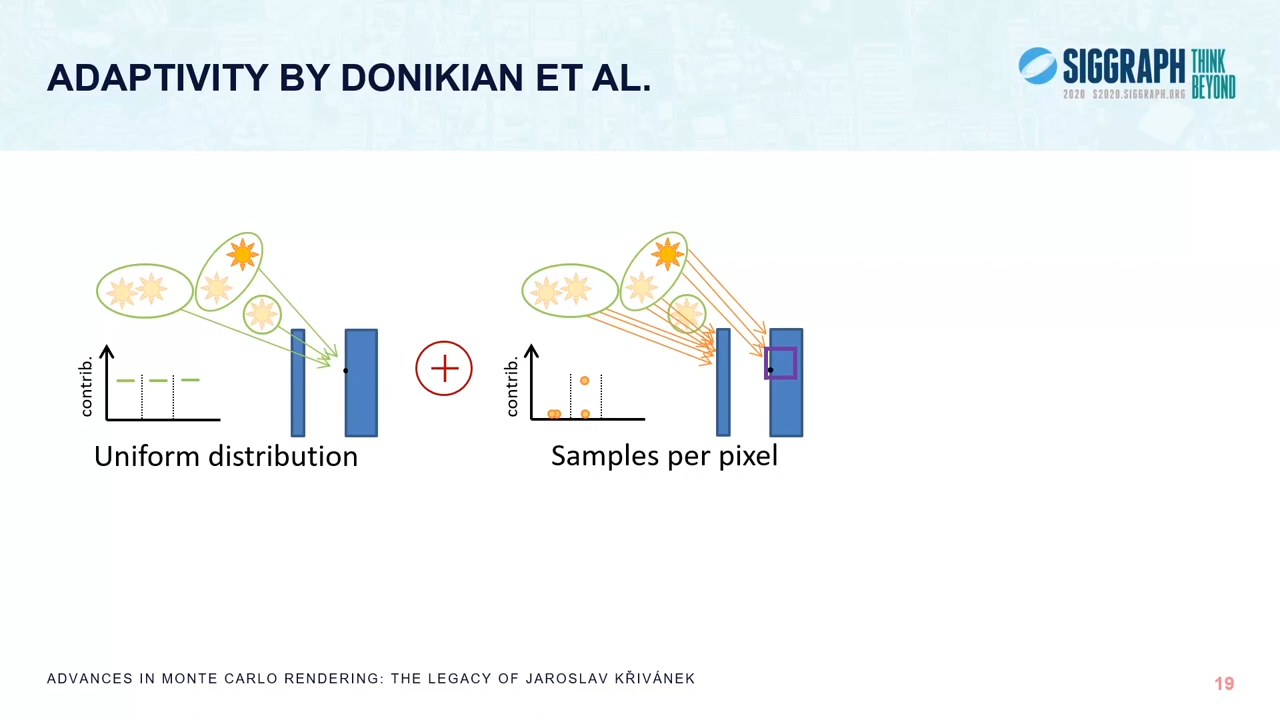 ADAPTIVITY BY DONIKIAN ET AL.
SIGGRAPH
THINK
BEYOND
2020 S2020.SIGGRAPH.ORG
contrib.
Uniform distribution
contrib.
Samples per pixel
ADVANCES IN MONTE CARLO RENDERING: THE LEGACY OF JAROSLAV KŘIVÁNEK
19